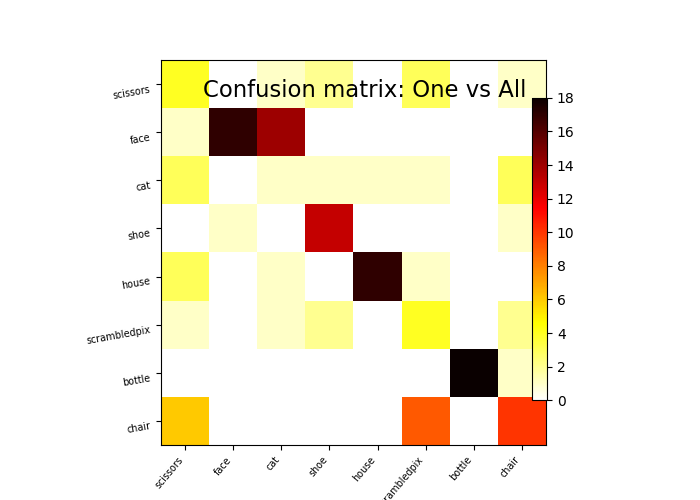 Confusion matrix: One vs All
scissors
face
cat
shoe
house
scrambledpix
bottle
chair
18
16
14
12
10
8
6
4
2
0
scissors
face
cat
shoe
house
rambledpix
bottle
chair